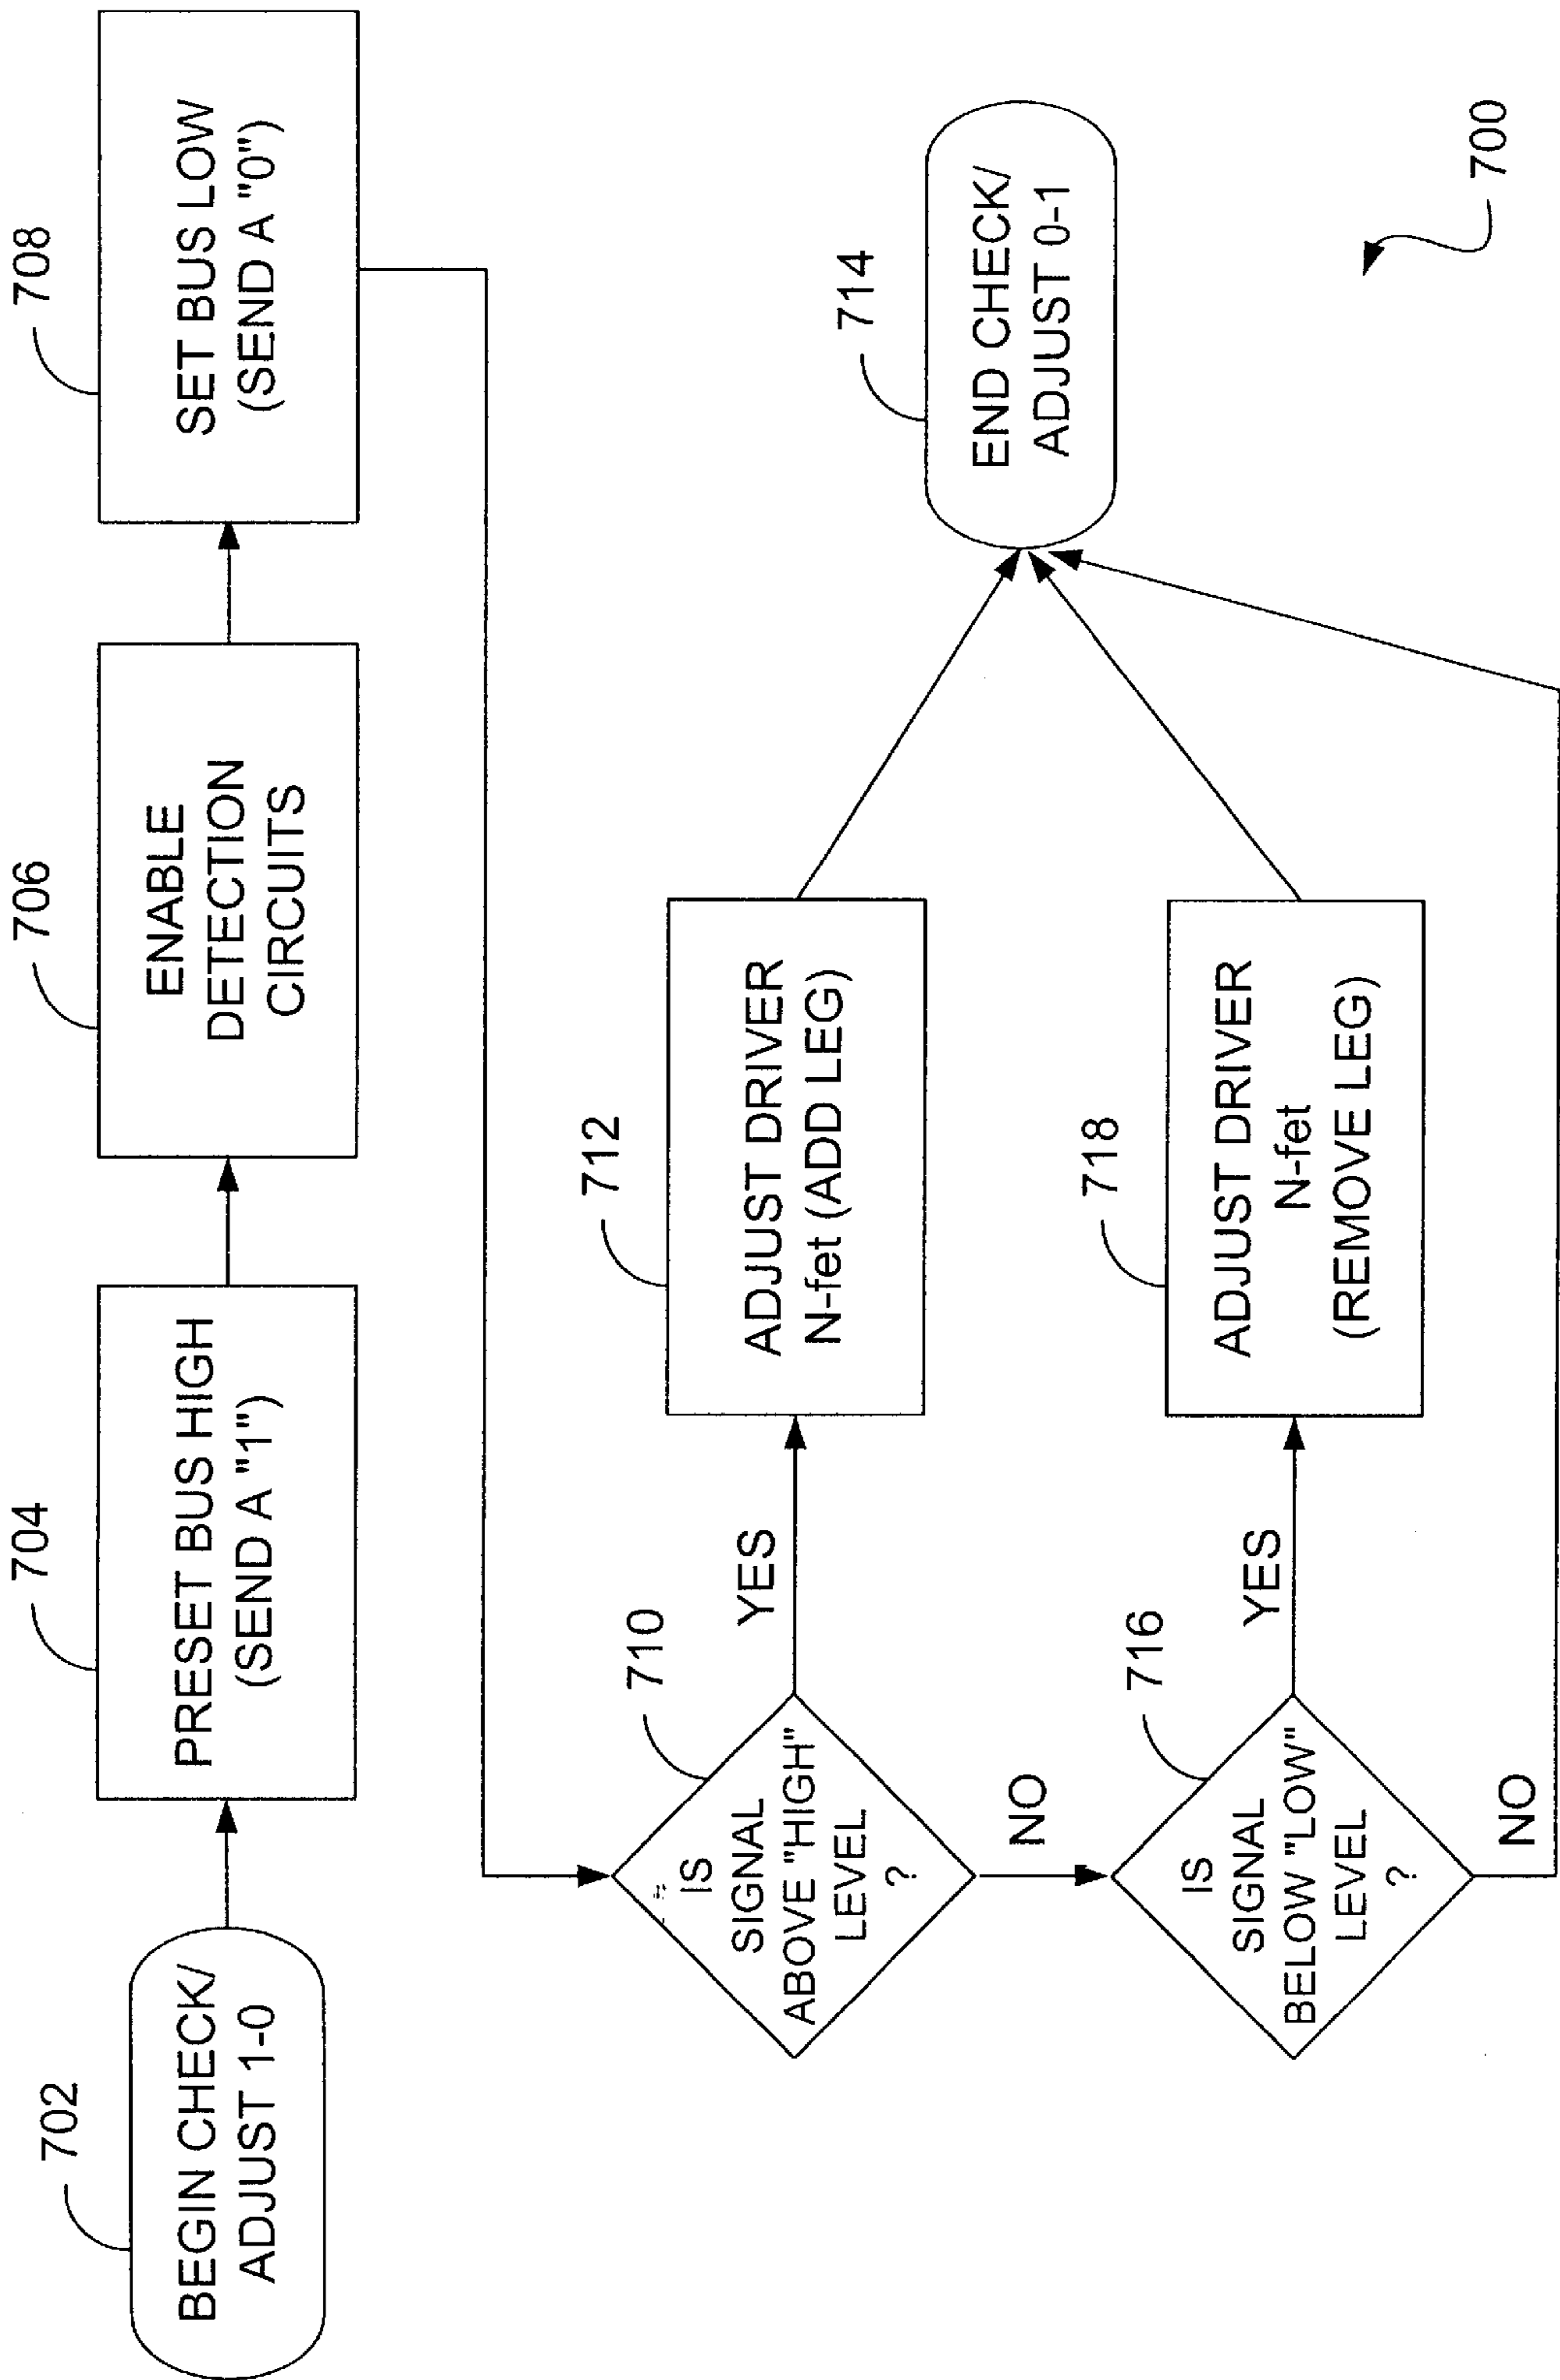 702
BEGIN CHECK/
ADJUST 1-0
704
PRESET BUS HIGH
(SEND A "1")
706
ENABLE
DETECTION
CIRCUITS
708
SET BUS LOW
(SEND A "0")
710
IS
SIGNAL
ABOVE "HIGH"
LEVEL
?
YES
NO
712
ADJUST DRIVER
N-fet (ADD LEG)
714
END CHECK/
ADJUST 0-1
716
IS
SIGNAL
BELOW "LOW"
LEVEL
?
YES
NO
718
ADJUST DRIVER
N-fet
(REMOVE LEG)
700